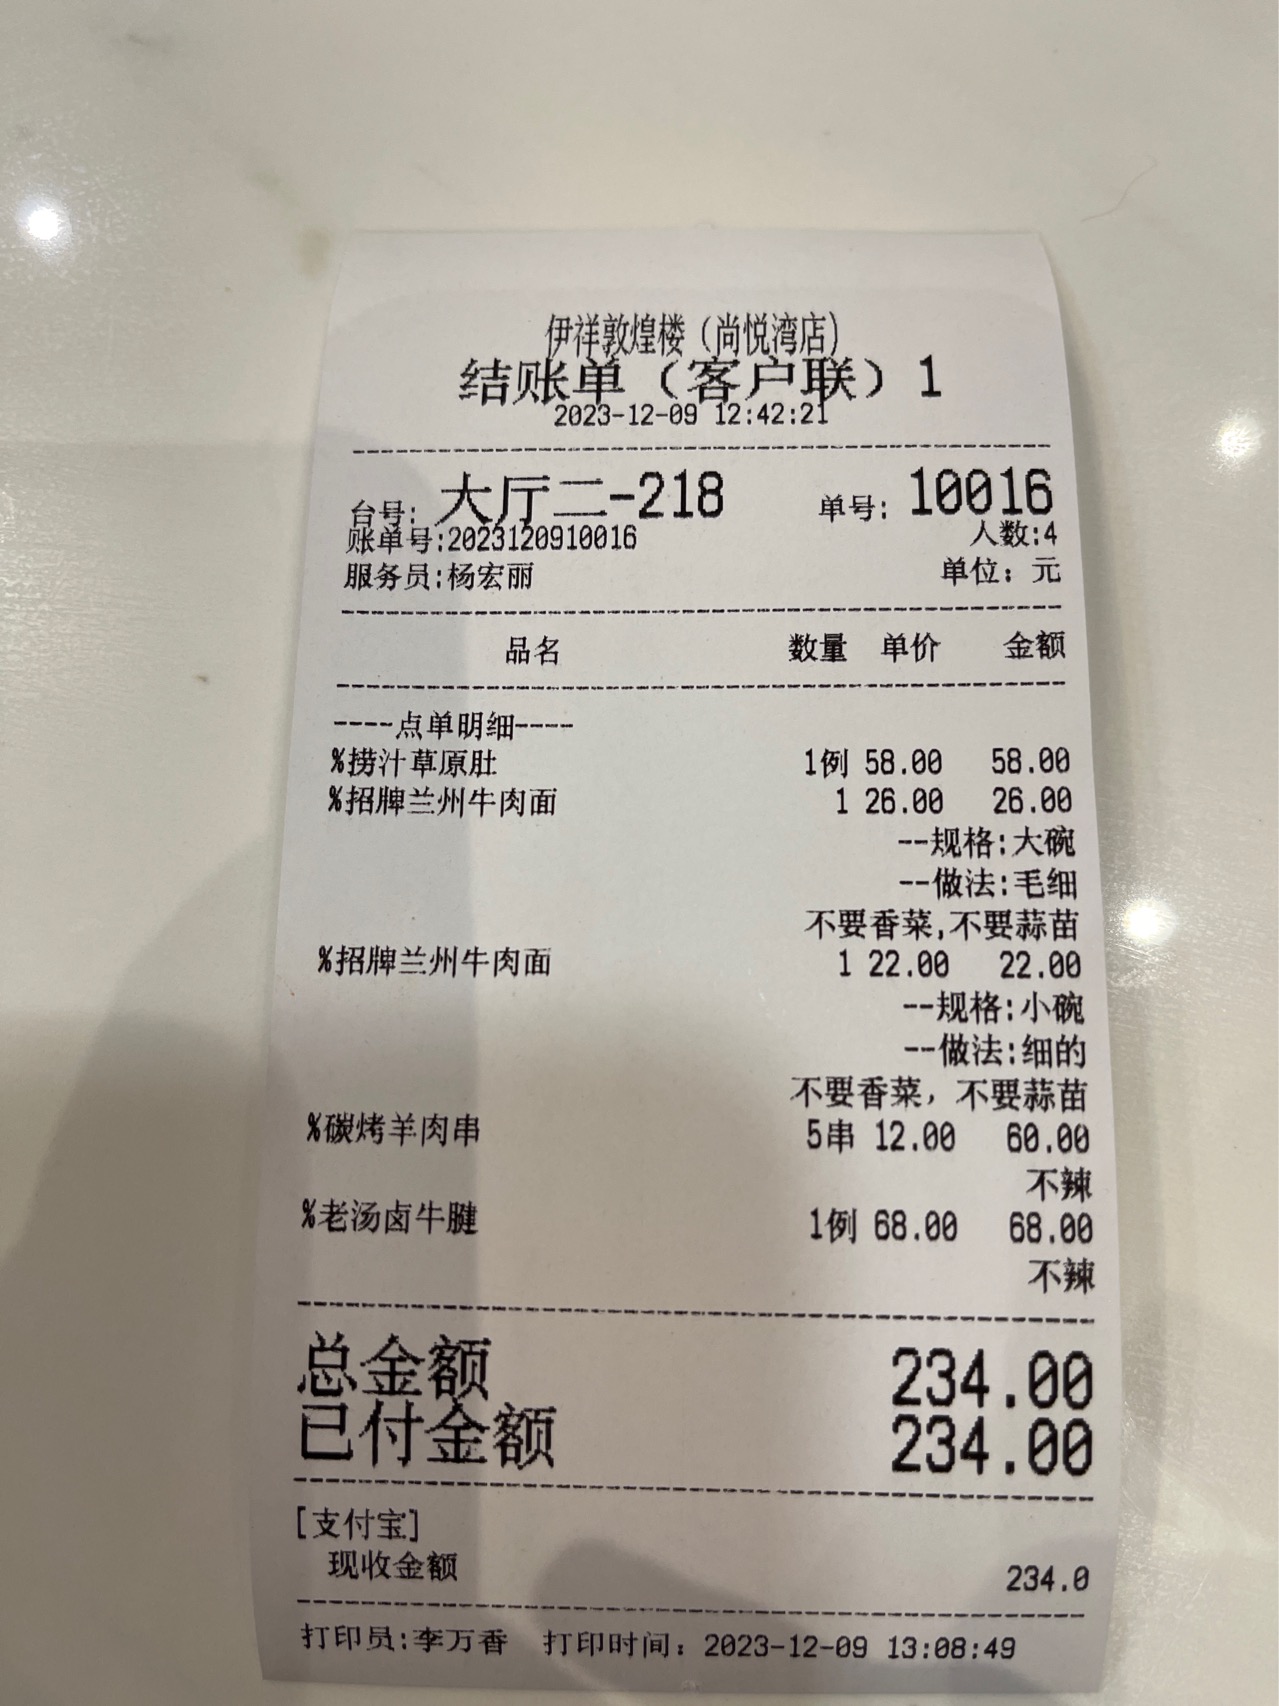 伊祥敦煌楼（尚悦湾店）
结账单（客户联）1
2023-12-09 12:42:21
台号: 大厅二-218 单号: 10016
账单号:2023120910016 人数:4
服务员:杨宏丽 单位：元
品名 数量 单价 金额
----点单明细----
%捞汁草原肚 1例 58.00 58.00
%招牌兰州牛肉面 1 26.00 26.00
--规格:大碗
--做法:毛细
不要香菜,不要蒜苗
%招牌兰州牛肉面 1 22.00 22.00
--规格:小碗
--做法:细的
不要香菜，不要蒜苗
%碳烤羊肉串 5串 12.00 60.00
不辣
%老汤卤牛腱 1例 68.00 68.00
不辣
总金额 234.00
已付金额 234.00
[支付宝]
现收金额 234.0
打印员:李万香 打印时间：2023-12-09 13:08:49